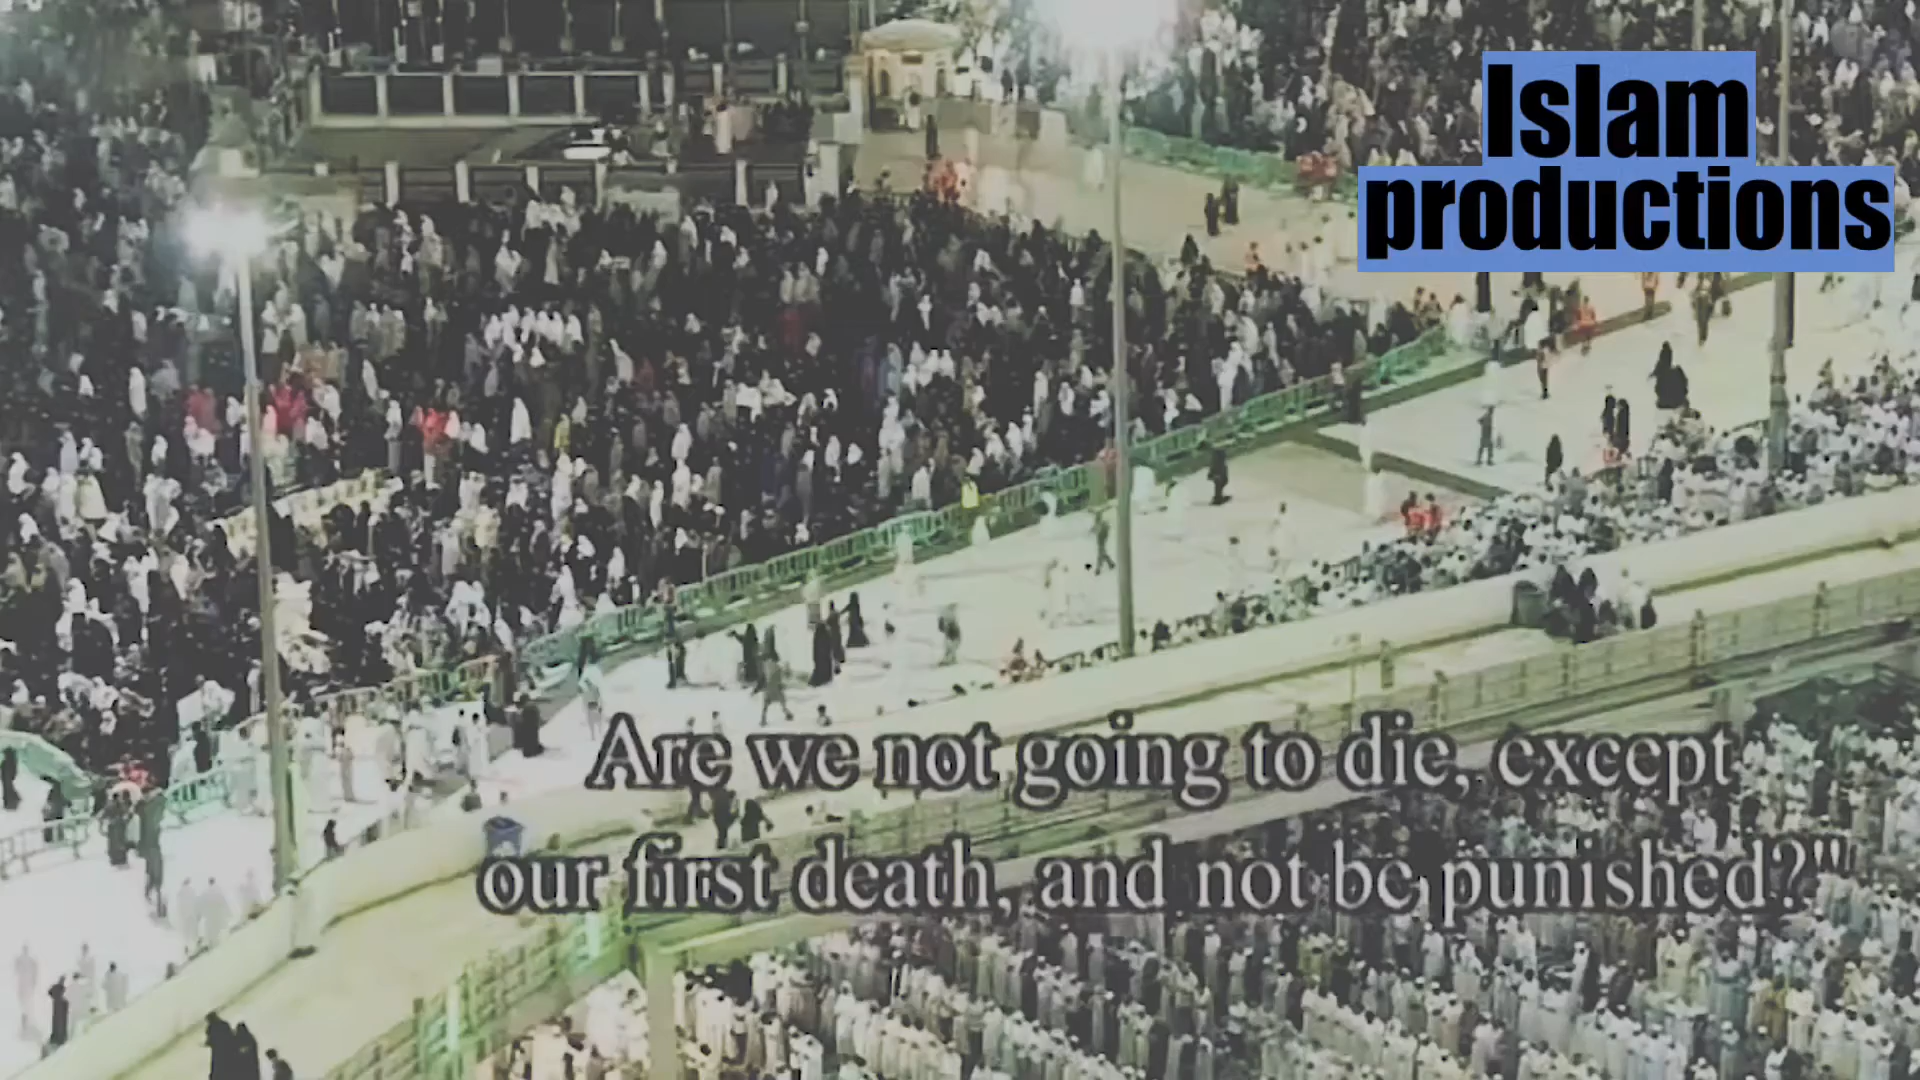 Islam
productions
Are we not going to die, except
our first death, and not be punished?"